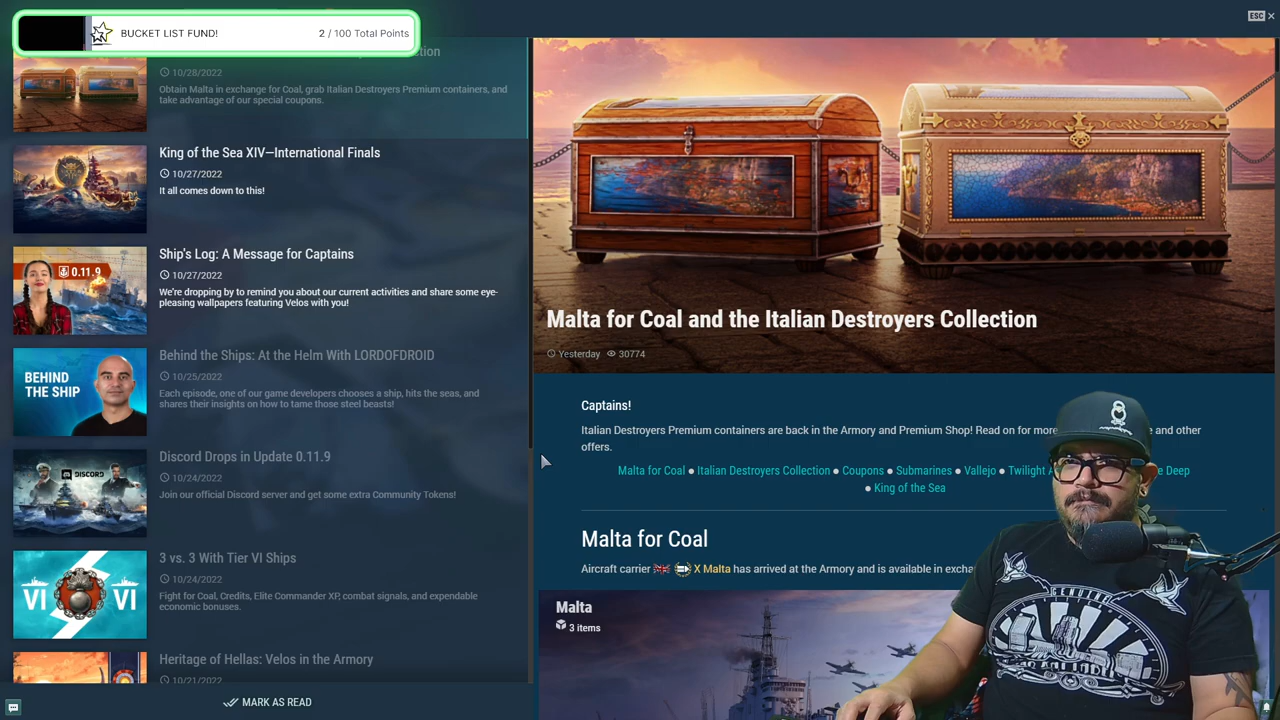 BUCKET LIST FUND!
2 / 100 Total Points
ESC
10/28/2022
Obtain Malta in exchange for Coal, grab Italian Destroyers Premium containers, and
take advantage of our special coupons.
King of the Sea XIV—International Finals
10/27/2022
It all comes down to this!
0.11.9
Ship's Log: A Message for Captains
10/27/2022
We're dropping by to remind you about our current activities and share some eye-
pleasing wallpapers featuring Velos with you!
BEHIND
THE SHIP
Behind the Ships: At the Helm With LORDOFDROID
10/25/2022
Each episode, one of our game developers chooses a ship, hits the seas, and
shares their insights on how to tame those steel beasts!
DISCORD
Discord Drops in Update 0.11.9
10/24/2022
Join our official Discord server and get some extra Community Tokens!
VI VI
3 vs. 3 With Tier VI Ships
10/24/2022
Fight for Coal, Credits, Elite Commander XP, combat signals, and expendable
economic bonuses.
Heritage of Hellas: Velos in the Armory
10/21/2022
MARK AS READ
Malta for Coal and the Italian Destroyers Collection
Yesterday 30774
Captains!
Italian Destroyers Premium containers are back in the Armory and Premium Shop! Read on for more and other
offers.
Malta for Coal ● Italian Destroyers Collection ● Coupons ● Submarines ● Vallejo ● Twilight Deep
● King of the Sea
Malta for Coal
Aircraft carrier X Malta has arrived at the Armory and is available in
Malta
3 items
GENUINE